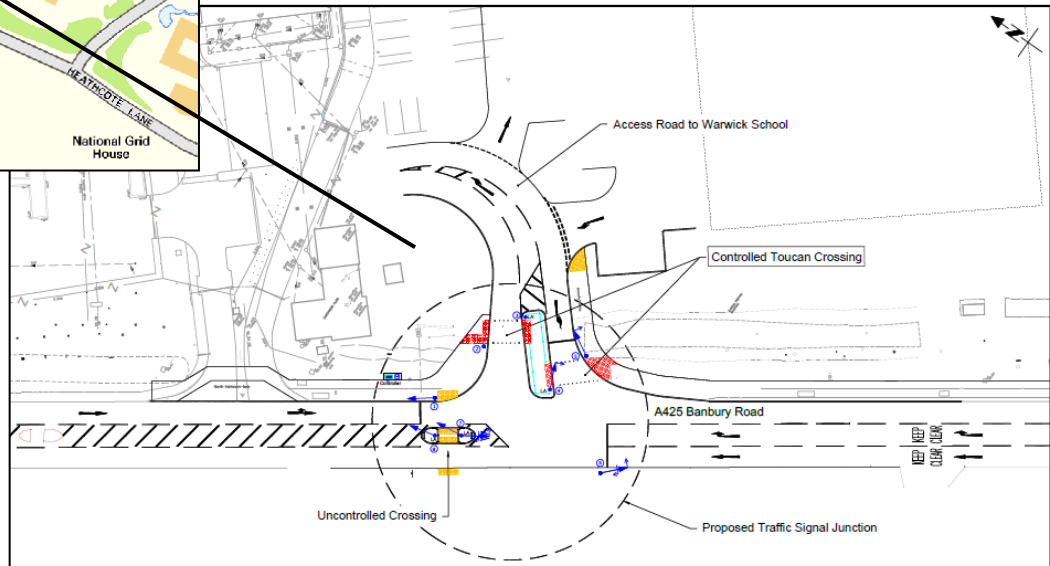 HEATHCOTE LANE
National Grid
House
N
Access Road to Warwick School
Controlled Toucan Crossing
Controller
A425 Banbury Road
KEEP CLEAR
KEEP CLEAR
Uncontrolled Crossing
Proposed Traffic Signal Junction